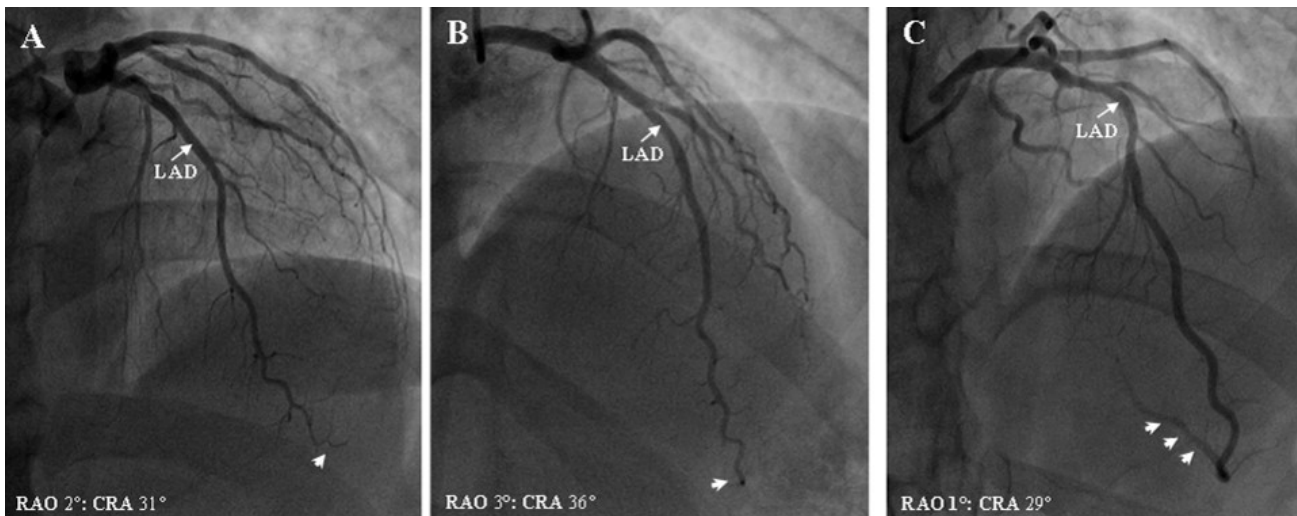 A
B
C
LAD
LAD
LAD
RAO 2°: CRA 31°
RAO 3°: CRA 36°
RAO 1°: CRA 29°